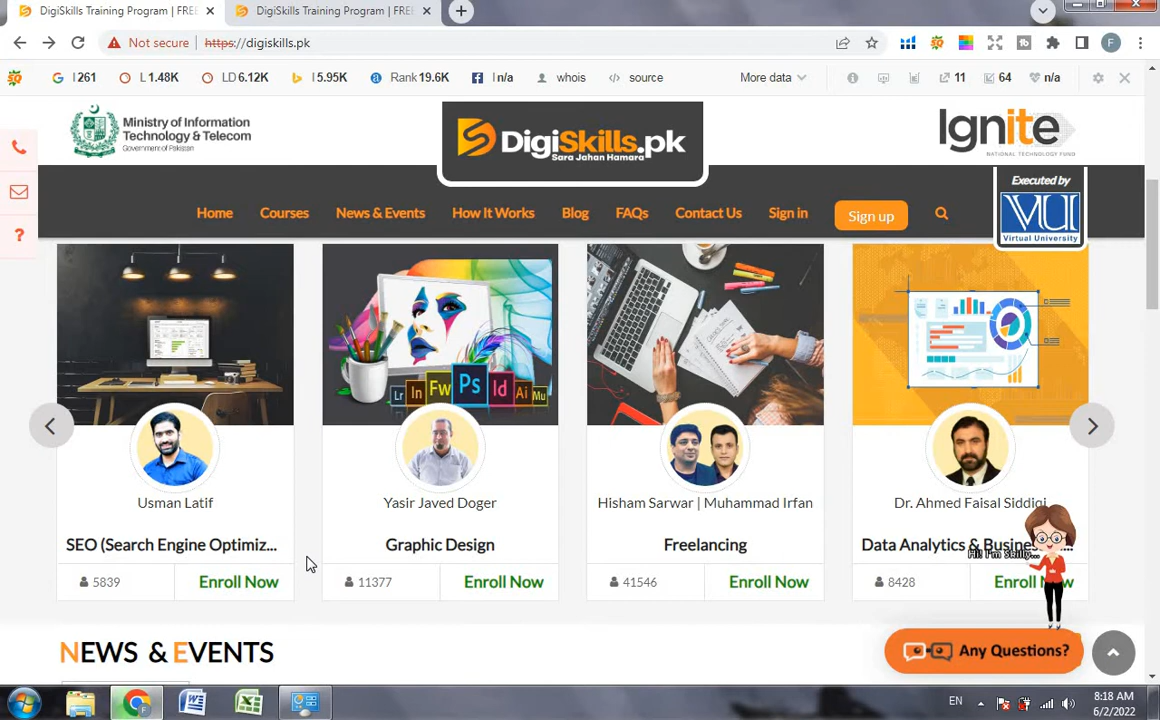 DigiSkills Training Program | FREE
DigiSkills Training Program | FREE
Not secure https://digiskills.pk
F
I 261
L 1.48K
LD 6.12K
I 5.95K
Rank 19.6K
I n/a
whois
source
More data
11
64
n/a
Ministry of Information
Technology & Telecom
Government of Pakistan
DigiSkills.pk
Sara Jahan Hamara
Ignite
NATIONAL TECHNOLOGY FUND
Executed by
VU
Virtual University
Home
Courses
News & Events
How It Works
Blog
FAQs
Contact Us
Sign in
Sign up
Lr In Fw Ps Id Ai Mu
Usman Latif
Yasir Javed Doger
Hisham Sarwar | Muhammad Irfan
Dr. Ahmed Faisal Siddiqi
SEO (Search Engine Optimiz...
Graphic Design
Freelancing
Data Analytics & Busine
Hi! I'm Skilly...
5839
Enroll Now
11377
Enroll Now
41546
Enroll Now
8428
Enroll Now
NEWS & EVENTS
Any Questions?
EN
8:18 AM
6/2/2022